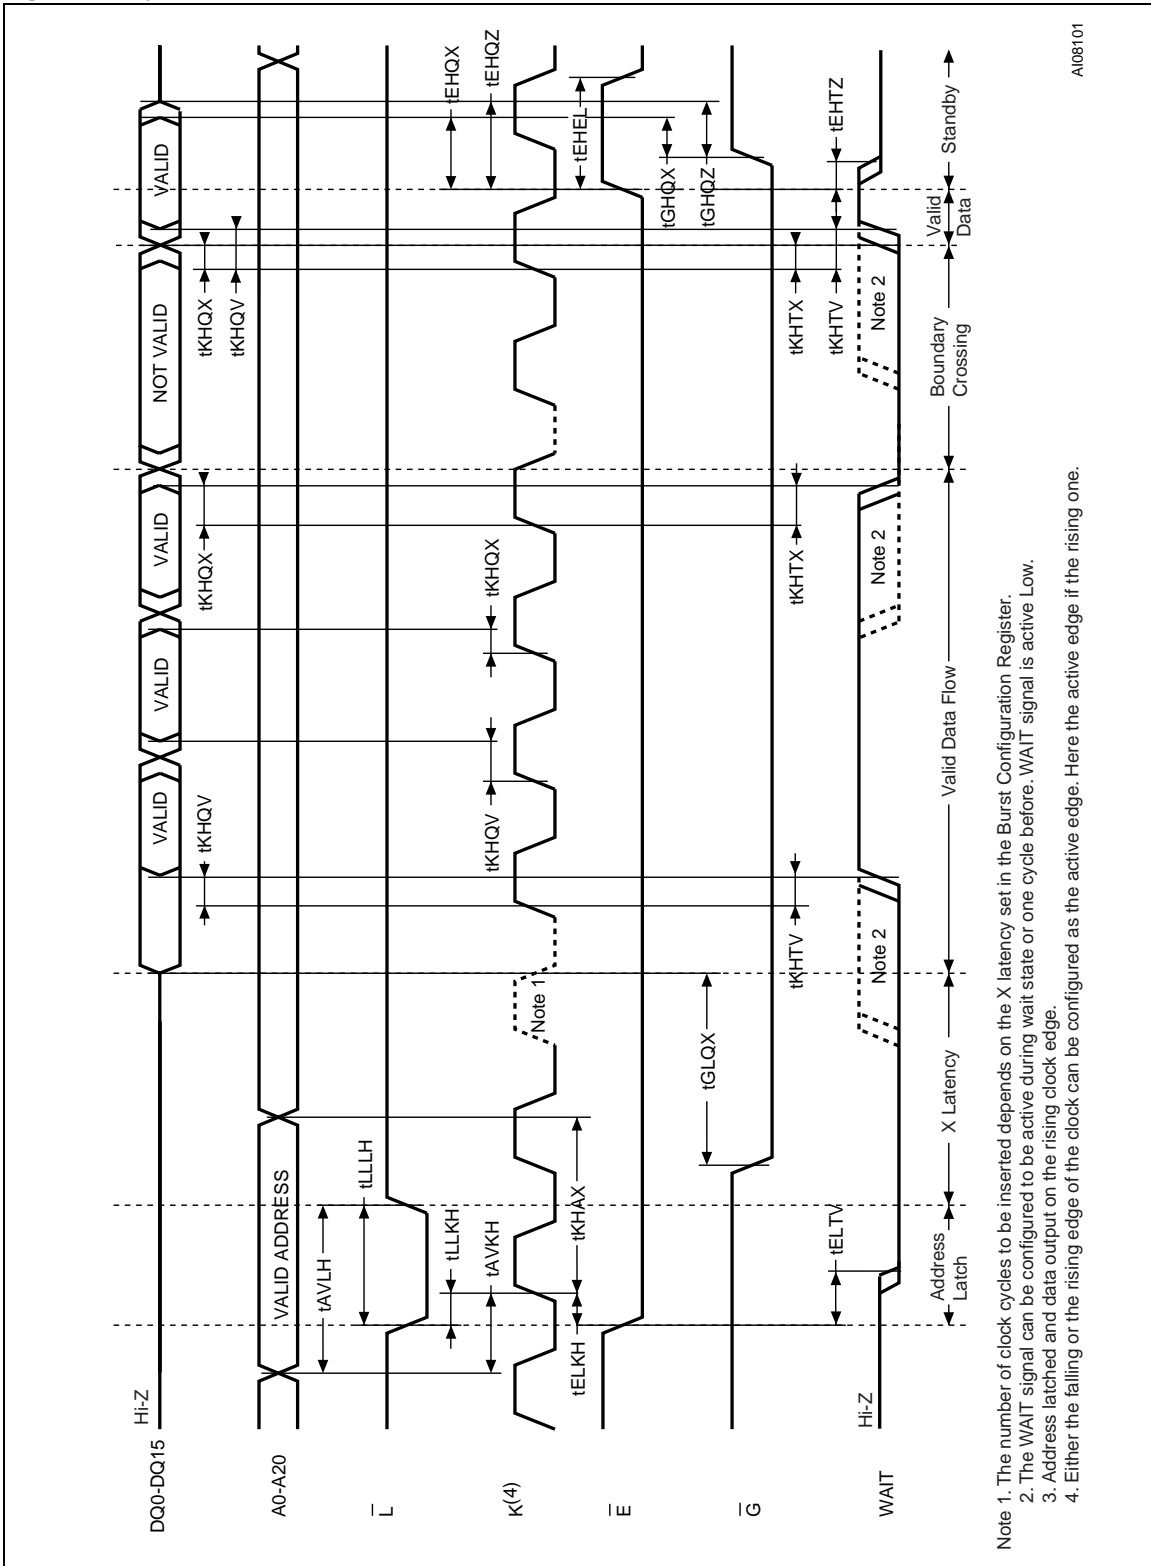 Hi-Z
DQ0-DQ15
VALID
VALID
VALID
NOT VALID
VALID
tKHQV
tKHQX
tKHQX
tKHQV
A0-A20
VALID ADDRESS
tAVLH
L
tLLLH
tLLKH
tAVKH
tEHQX
tEHQZ
K(4)
Note 1
tKHQV
tKHQX
tELKH
tKHAX
tEHEL
E
tGLQX
tGHQX
tGHQZ
G
tELTV
tKHTV
tKHTX
tKHTX
tKHTV
tEHTZ
Hi-Z
WAIT
Note 2
Note 2
Note 2
Address
Latch
X Latency
Valid Data Flow
Boundary
Crossing
Valid
Data
Standby
Note 1. The number of clock cycles to be inserted depends on the X latency set in the Burst Configuration Register.
2. The WAIT signal can be configured to be active during wait state or one cycle before. WAIT signal is active Low.
3. Address latched and data output on the rising clock edge.
4. Either the falling or the rising edge of the clock can be configured as the active edge. Here the active edge if the rising one.
AI08101